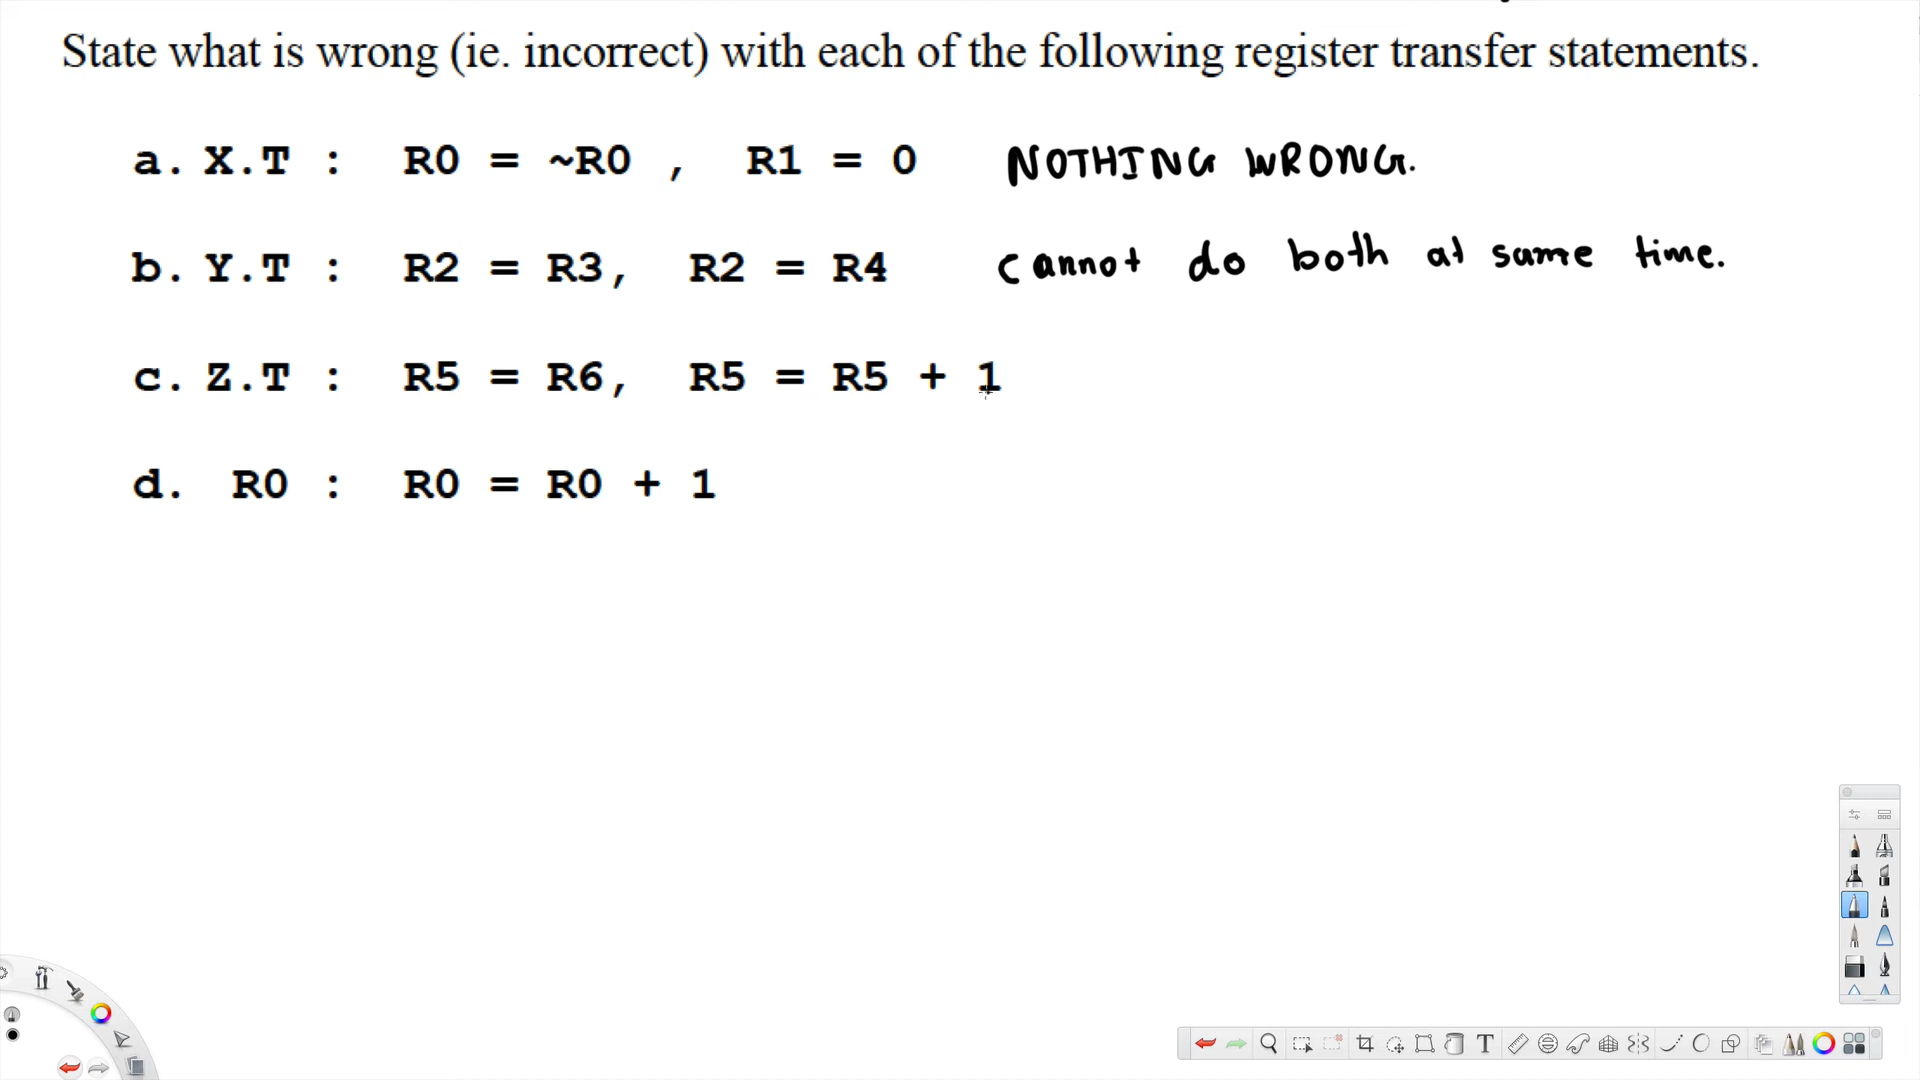 State what is wrong (ie. incorrect) with each of the following register transfer statements.
a. X.T : R0 = ~R0 , R1 = 0 NOTHING WRONG.
b. Y.T : R2 = R3, R2 = R4 cannot do both at same time.
c. Z.T : R5 = R6, R5 = R5 + 1
d. R0 : R0 = R0 + 1